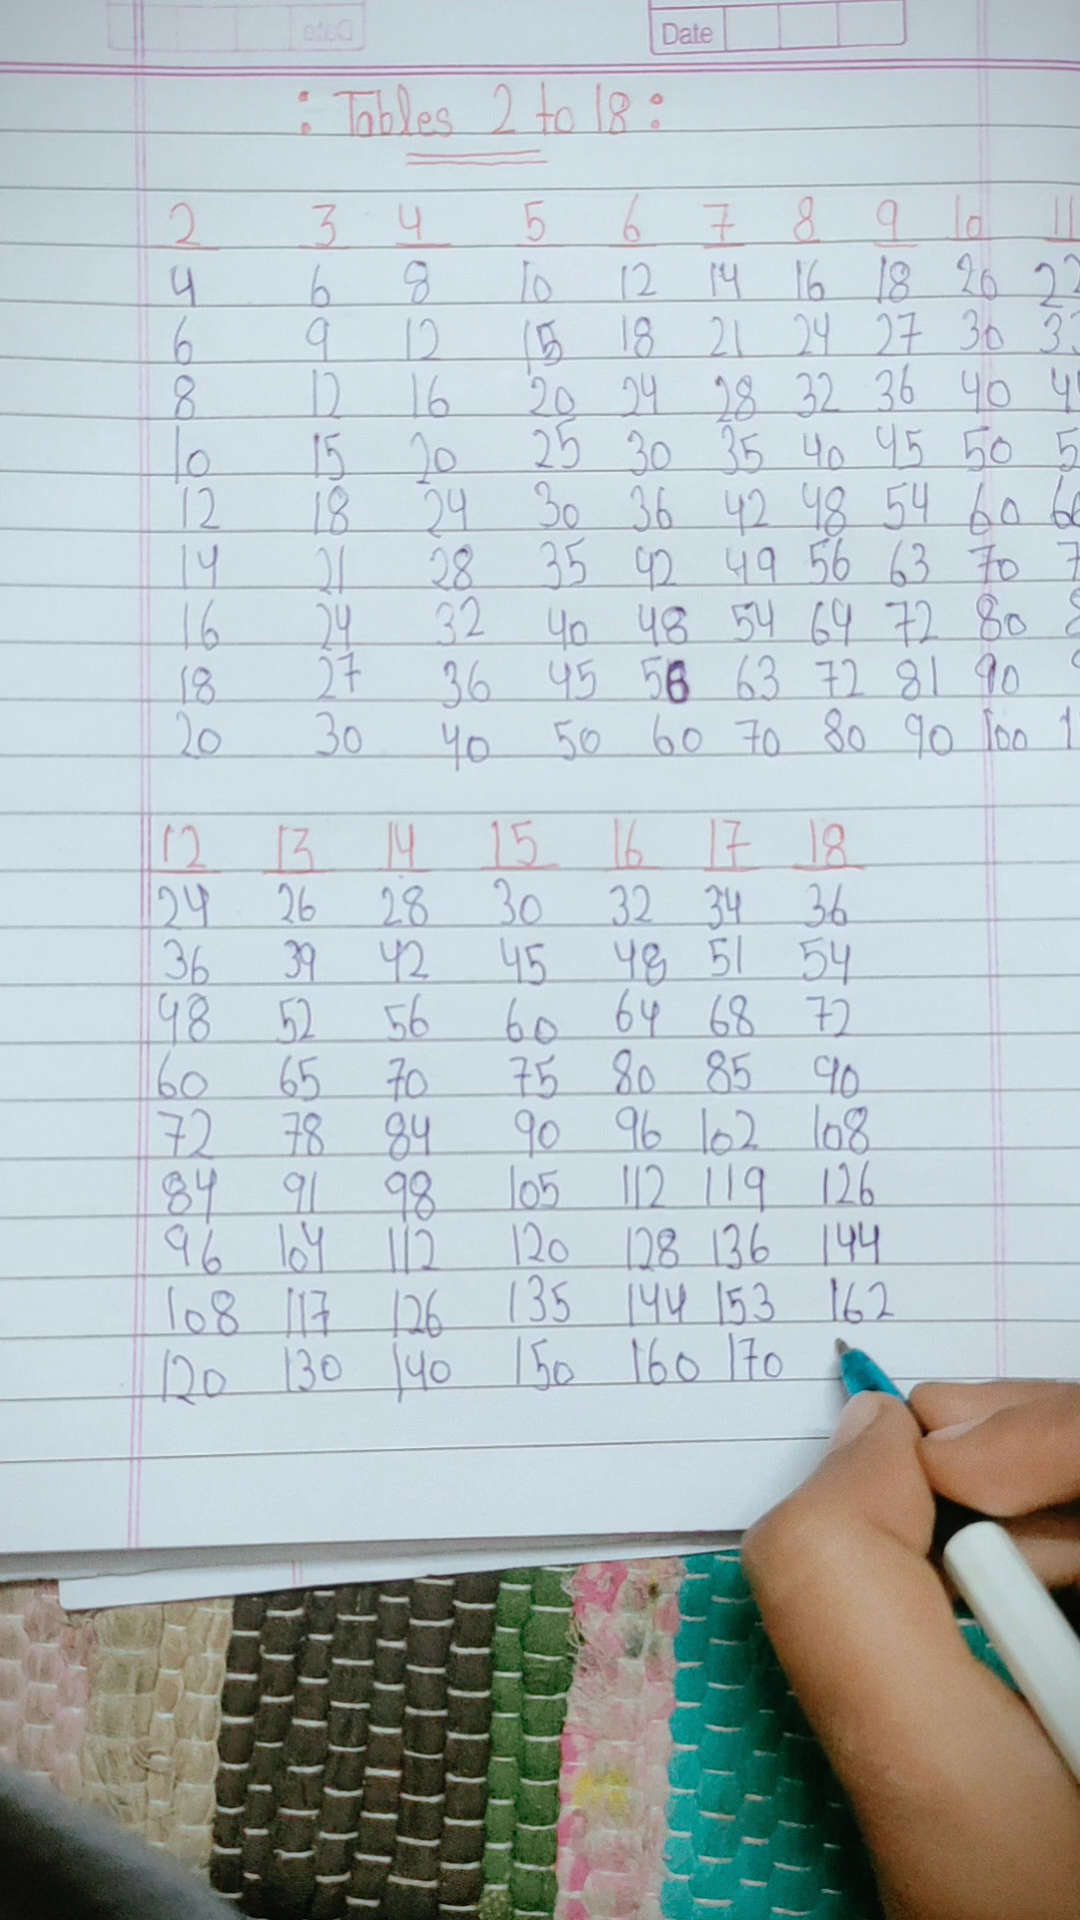 Date
: Tables 2 to 18 :
2 3 4 5 6 7 8 9 10 11
4 6 8 10 12 14 16 18 20 22
6 9 12 15 18 21 24 27 30
8 12 16 20 24 28 32 36 40
10 15 20 25 30 35 40 45 50
12 18 24 30 36 42 48 54 60
14 21 28 35 42 49 56 63 70
16 24 32 40 48 54 64 72 80
18 27 36 45 56 63 72 81 90
20 30 40 50 60 70 80 90 100
12 13 14 15 16 17 18
24 26 28 30 32 34 36
36 39 42 45 48 51 54
48 52 56 60 64 68 72
60 65 70 75 80 85 90
72 78 84 90 96 102 108
84 91 98 105 112 119 126
96 104 112 120 128 136 144
108 117 126 135 144 153 162
120 130 140 150 160 170